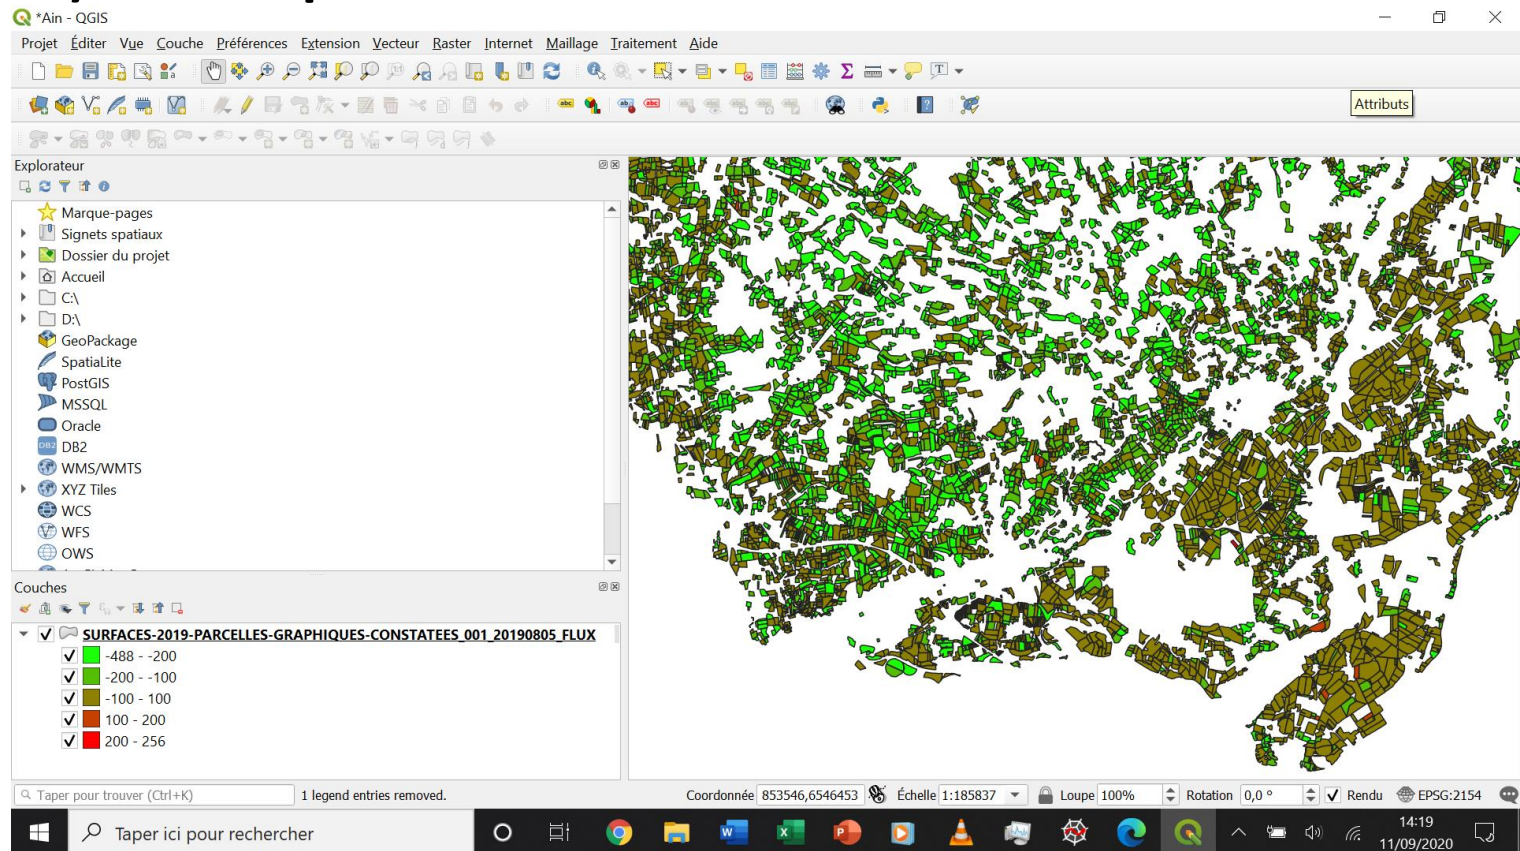 *Ain - QGIS
Projet Éditer Vue Couche Préférences Extension Vecteur Raster Internet Maillage Traitement Aide
Attributs
Explorateur
Marque-pages
Signets spatiaux
Dossier du projet
Accueil
C:\
D:\
GeoPackage
SpatiaLite
PostGIS
MSSQL
Oracle
DB2
WMS/WMTS
XYZ Tiles
WCS
WFS
OWS
Couches
SURFACES-2019-PARCELLES-GRAPHIQUES-CONSTATEES_001_20190805_FLUX
-488 - -200
-200 - -100
-100 - 100
100 - 200
200 - 256
Taper pour trouver (Ctrl+K) 1 legend entries removed. Coordonnée 853546,6546453 Échelle 1:185837 Loupe 100% Rotation 0,0 ° Rendu EPSG:2154
Taper ici pour rechercher
14:19
11/09/2020